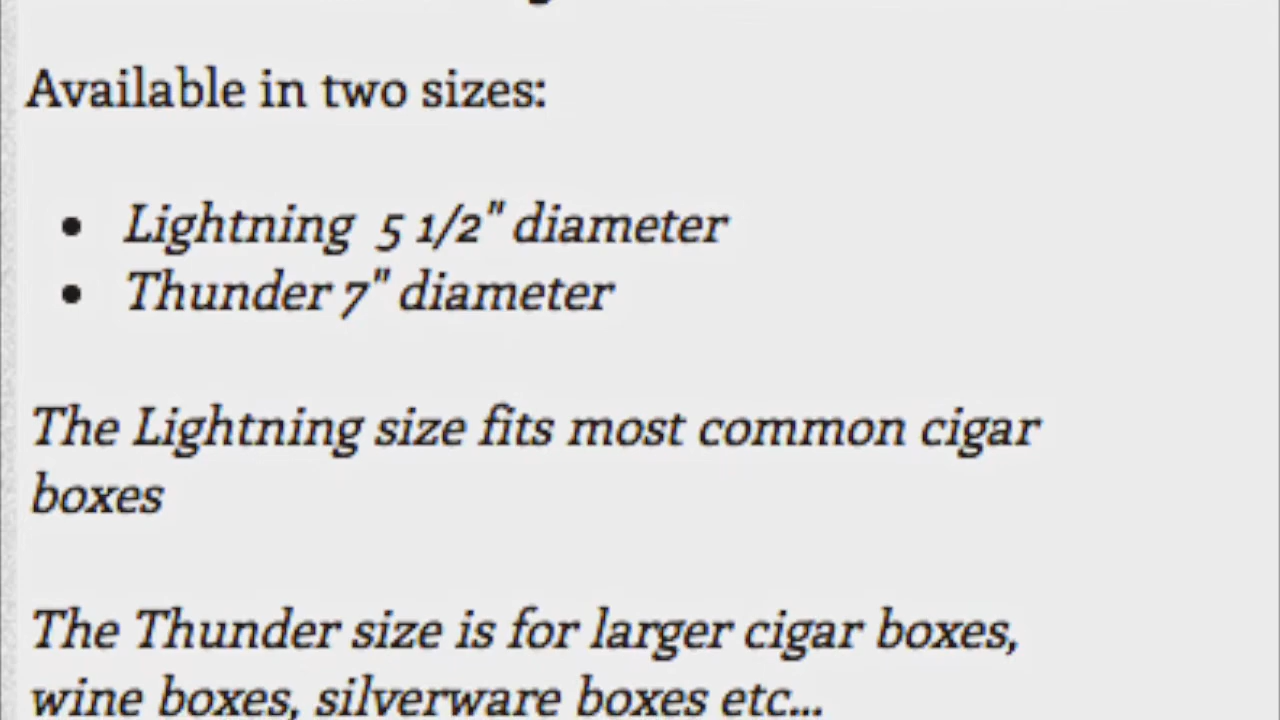 Available in two sizes:
Lightning 5 1/2" diameter
Thunder 7" diameter
The Lightning size fits most common cigar
boxes
The Thunder size is for larger cigar boxes,
wine boxes, silverware boxes etc...